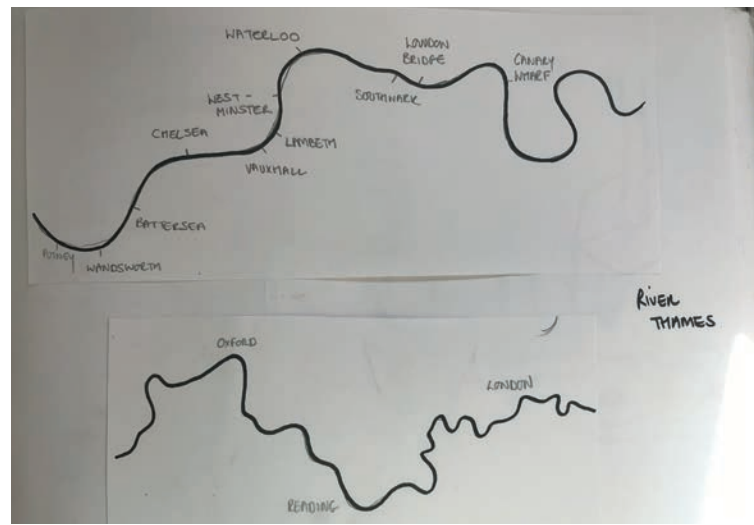 WATERLOO
LONDON
BRIDGE
CANARY
WHARF
SOUTHWARK
WEST-
MINSTER
LAMBETH
CHELSEA
VAUXHALL
BATTERSEA
PUTNEY
WANDSWORTH
RIVER
THAMES
OXFORD
LONDON
READING